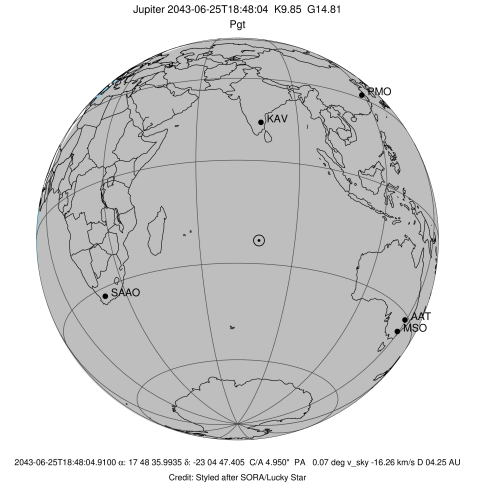 Jupiter 2043-06-25T18:48:04 K9.85 G14.81
Pgt
PMO
KAV
SAAO
AAT
MSO
2043-06-25T18:48:04.9100 α: 17 48 35.9935 δ: -23 04 47.405 C/A 4.950" PA 0.07 deg v_sky -16.26 km/s D 04.25 AU
Credit: Styled after SORA/Lucky Star